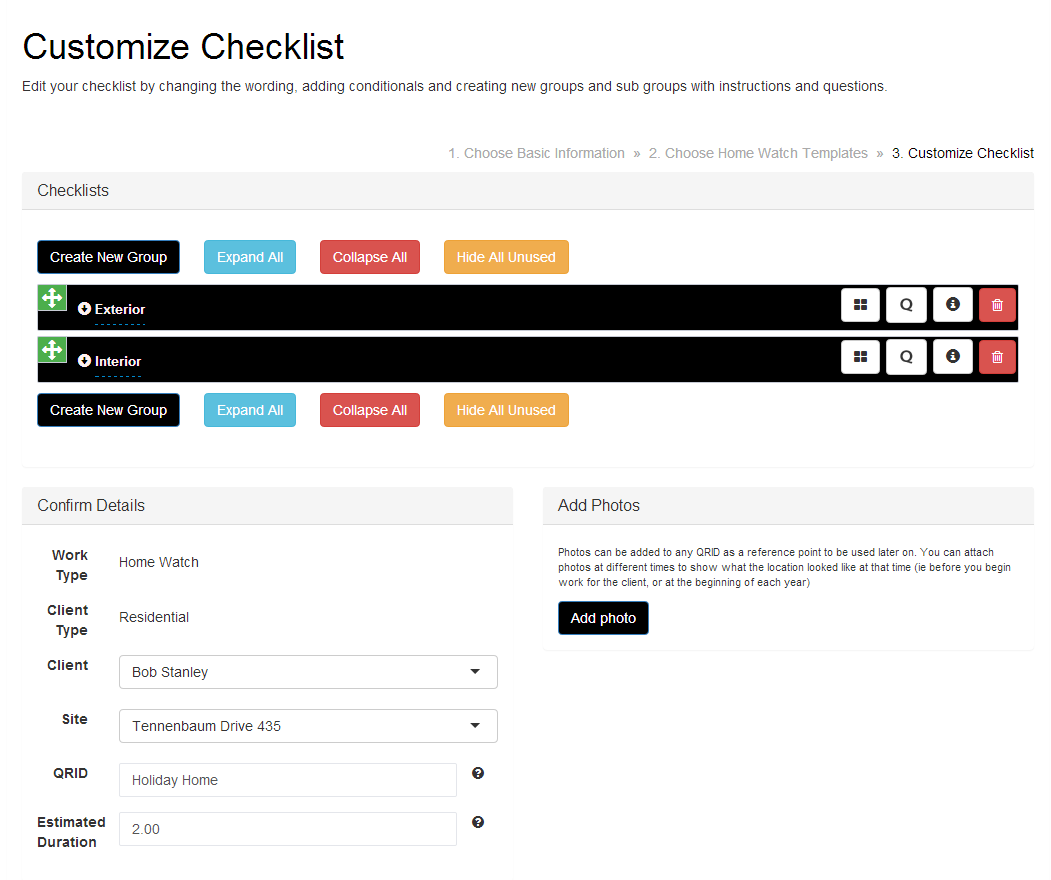 Customize Checklist
Edit your checklist by changing the wording, adding conditionals and creating new groups and sub groups with instructions and questions.
1. Choose Basic Information » 2. Choose Home Watch Templates » 3. Customize Checklist
Checklists
Create New Group Expand All Collapse All Hide All Unused
Exterior Q
Interior Q
Create New Group Expand All Collapse All Hide All Unused
Confirm Details
Work
Type
Home Watch
Client
Type
Residential
Client Bob Stanley
Site Tennenbaum Drive 435
QRID Holiday Home
Estimated
Duration
2.00
Add Photos
Photos can be added to any QRID as a reference point to be used later on. You can attach
photos at different times to show what the location looked like at that time (ie before you begin
work for the client, or at the beginning of each year)
Add photo